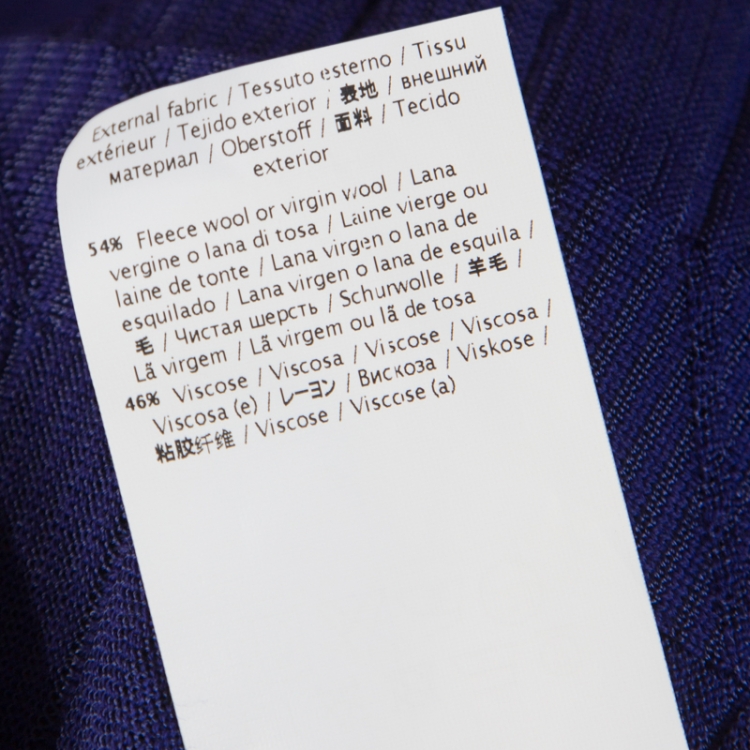 External fabric / Tessuto esterno / Tissu
extérieur / Tejido exterior / 表地 / внешний
материал / Oberstoff / 面料 / Tecido
exterior
54% Fleece wool or virgin wool / Lana
vergine o lana di tosa / Laine vierge ou
laine de tonte / Lana virgen o lana de
esquilado / Lana virgen o lana de esquila /
毛 / Чистая шерсть / Schurwolle / 羊毛 /
Lã virgem / Lã virgem ou lã de tosa
46% Viscose / Viscosa / Viscose / Viscosa /
Viscosa (e) / レーヨン / Вискоза / Viskose /
粘胶纤维 / Viscose / Viscose (a)